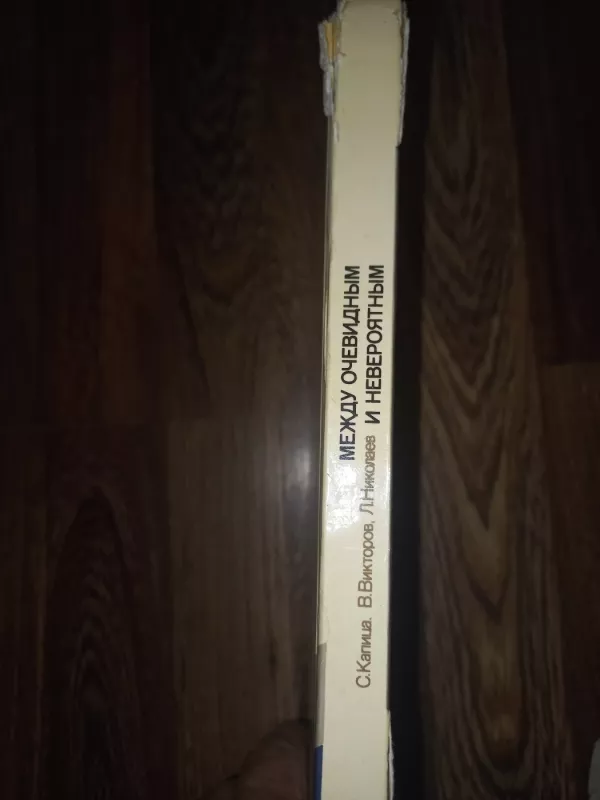 С.Капица. В.Викторов, Л.Николаев
МЕЖДУ ОЧЕВИДНЫМ
И НЕВЕРОЯТНЫМ